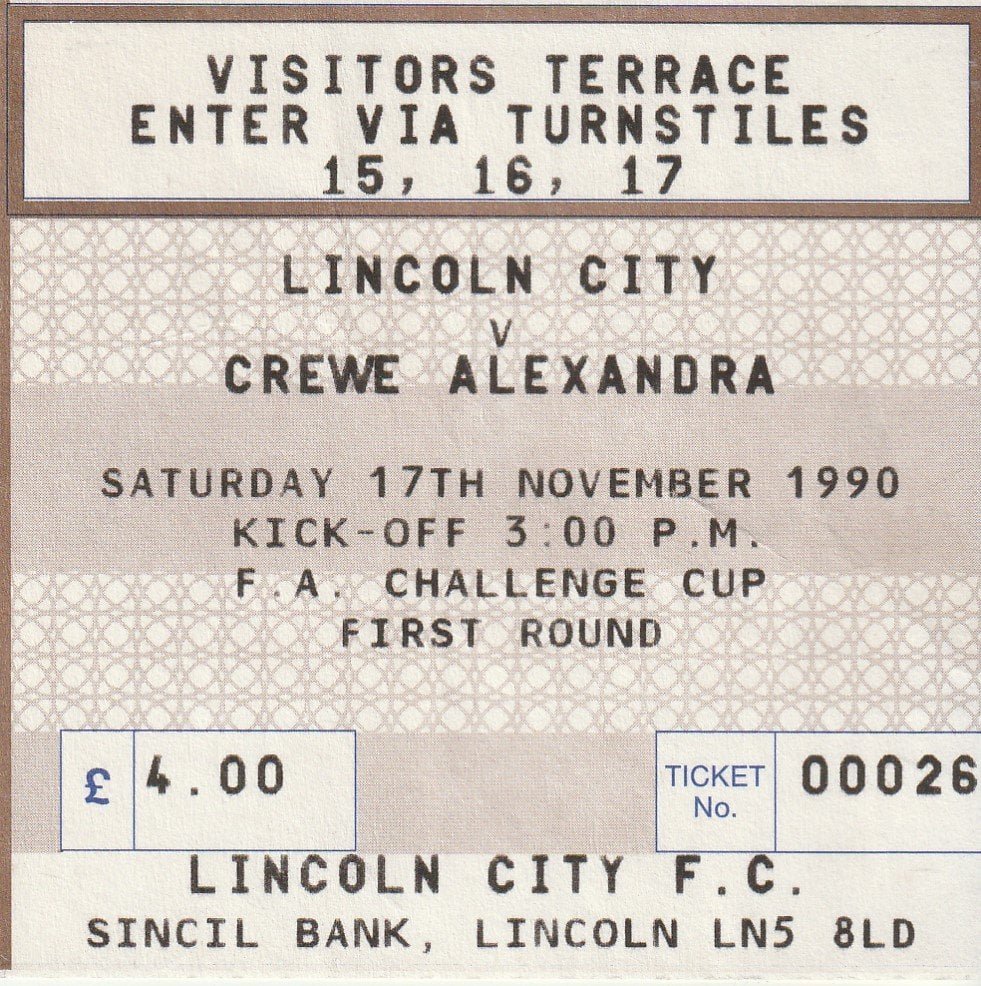 VISITORS TERRACE
ENTER VIA TURNSTILES
15, 16, 17
LINCOLN CITY
V
CREWE ALEXANDRA
SATURDAY 17TH NOVEMBER 1990
KICK-OFF 3:00 P.M.
F.A. CHALLENGE CUP
FIRST ROUND
£ 4.00
TICKET No. 00026
LINCOLN CITY F.C.
SINCIL BANK, LINCOLN LN5 8LD